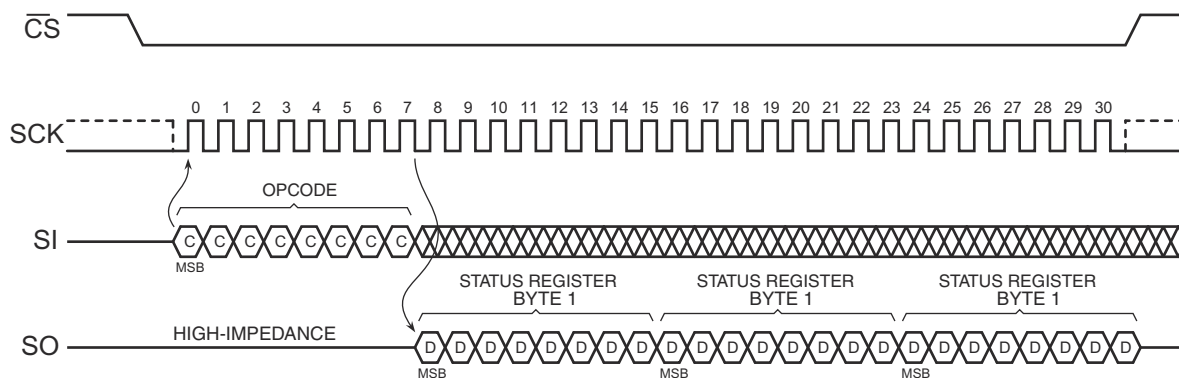 CS
0 1 2 3 4 5 6 7 8 9 10 11 12 13 14 15 16 17 18 19 20 21 22 23 24 25 26 27 28 29 30
SCK
OPCODE
SI
C C C C C C C C
MSB
STATUS REGISTER
BYTE 1
STATUS REGISTER
BYTE 1
STATUS REGISTER
BYTE 1
HIGH-IMPEDANCE
SO
D D D D D D D D D D D D D D D D D D D D D D D D
MSB MSB MSB